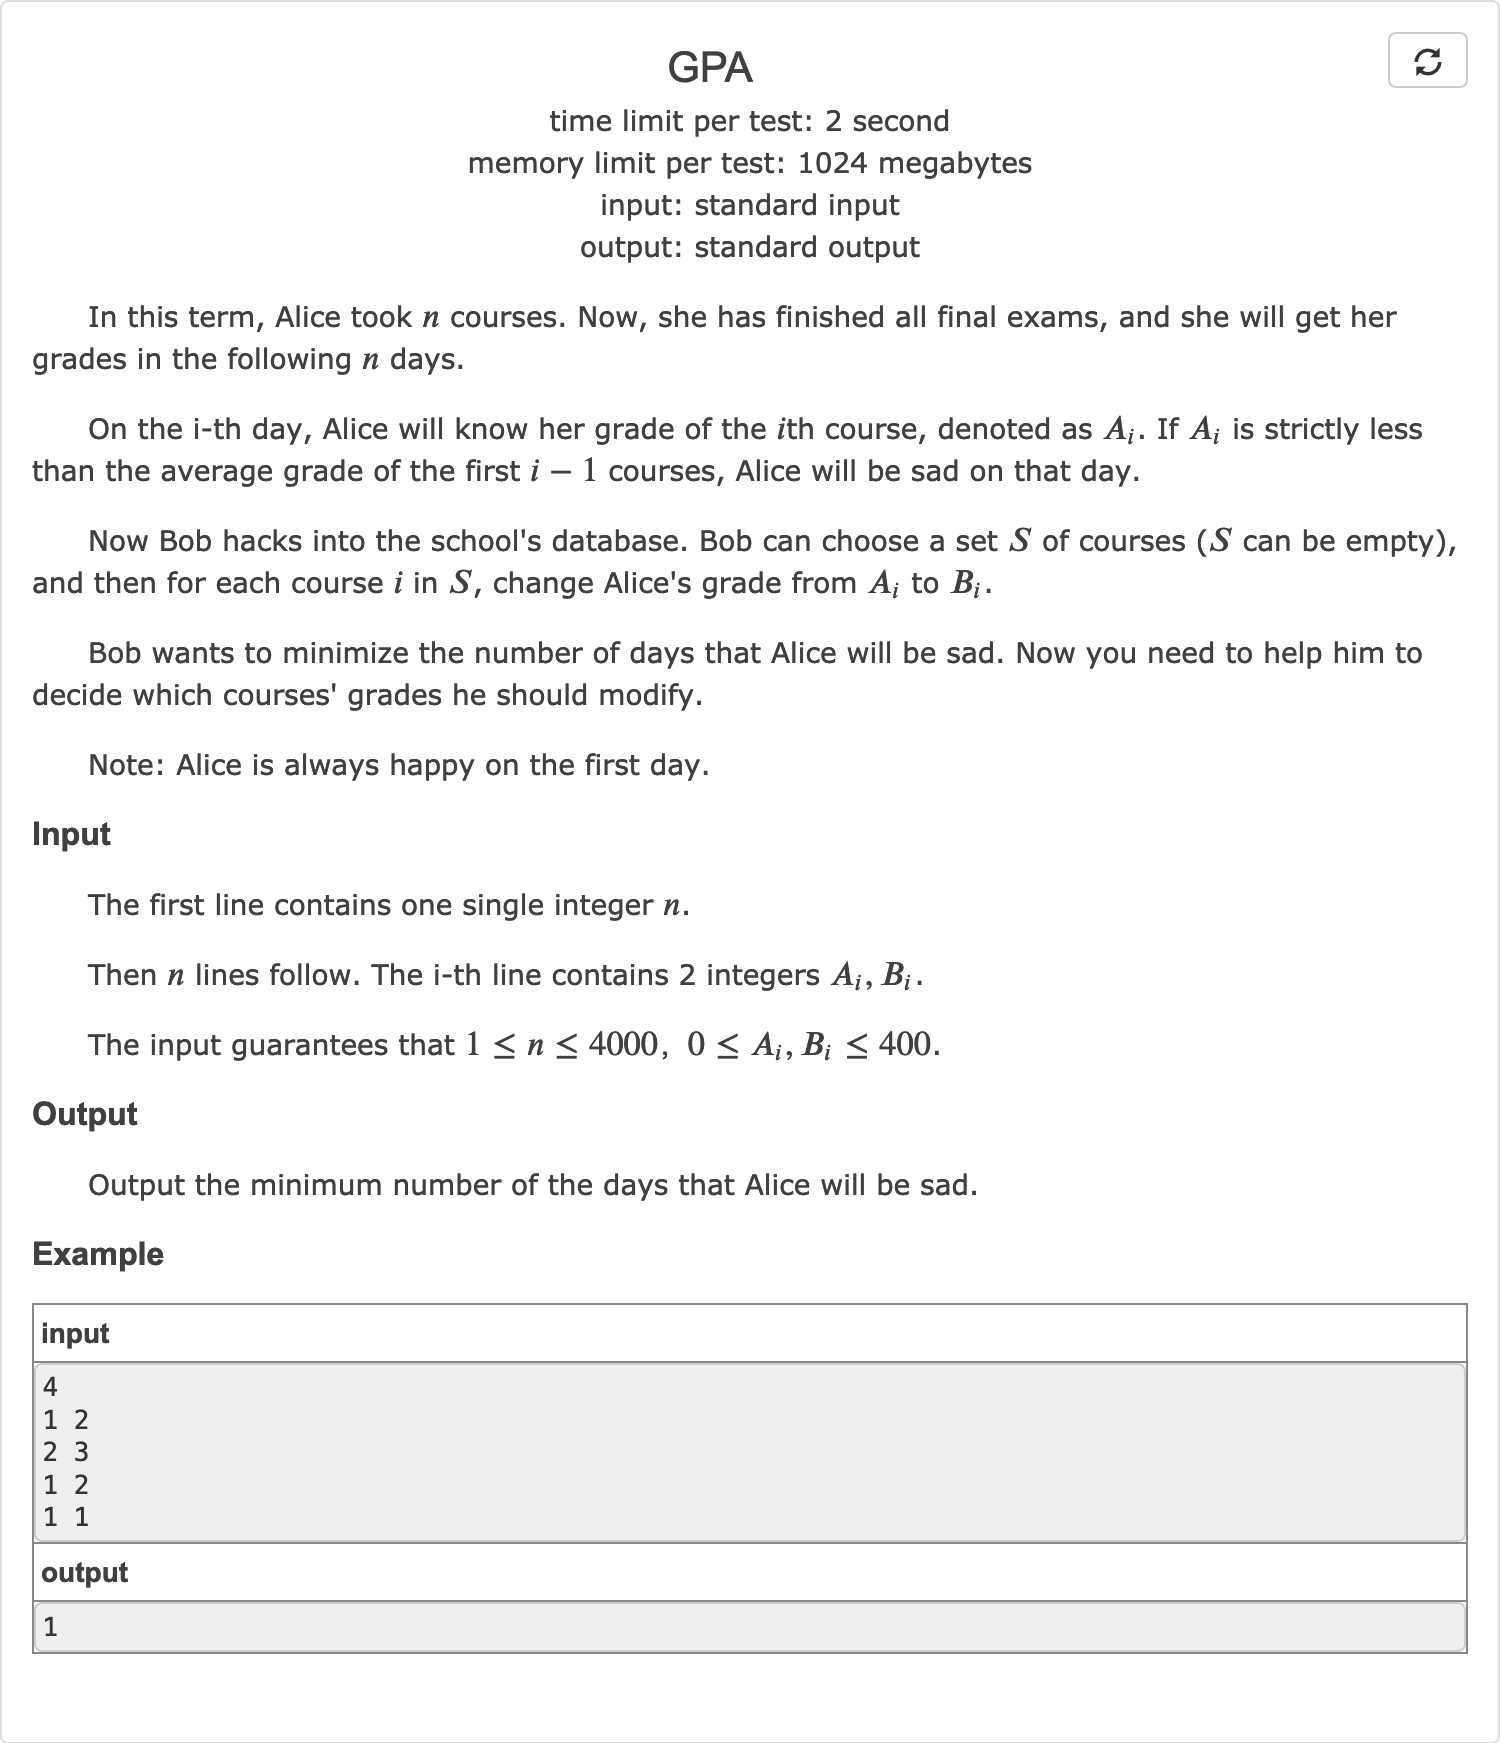 GPA
time limit per test: 2 second
memory limit per test: 1024 megabytes
input: standard input
output: standard output
In this term, Alice took n courses. Now, she has finished all final exams, and she will get her
grades in the following n days.
On the i-th day, Alice will know her grade of the ith course, denoted as A_i. If A_i is strictly less
than the average grade of the first i − 1 courses, Alice will be sad on that day.
Now Bob hacks into the school's database. Bob can choose a set S of courses (S can be empty),
and then for each course i in S, change Alice's grade from A_i to B_i.
Bob wants to minimize the number of days that Alice will be sad. Now you need to help him to
decide which courses' grades he should modify.
Note: Alice is always happy on the first day.
Input
The first line contains one single integer n.
Then n lines follow. The i-th line contains 2 integers A_i, B_i.
The input guarantees that 1 ≤ n ≤ 4000, 0 ≤ A_i, B_i ≤ 400.
Output
Output the minimum number of the days that Alice will be sad.
Example
input
4
1 2
2 3
1 2
1 1
output
1